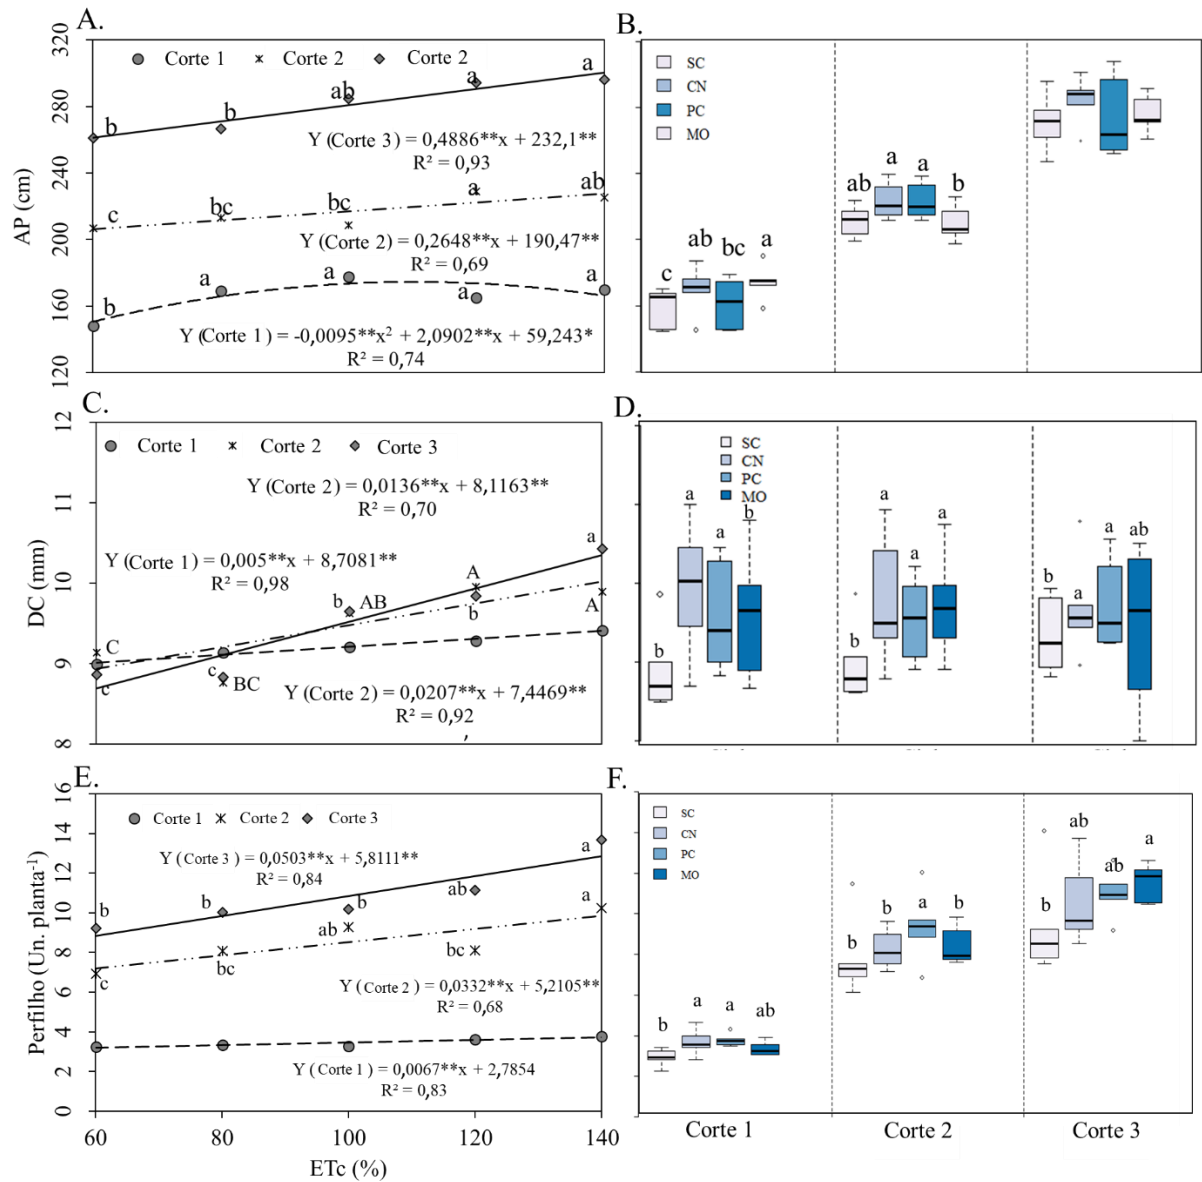 A.
320
280
240
200
160
120
AP (cm)
Corte 1 Corte 2 Corte 2
b b ab a a
Y (Corte 3) = 0,4886**x + 232,1**
R² = 0,93
c bc bc a ab
Y (Corte 2) = 0,2648**x + 190,47**
R² = 0,69
b a a a a
Y (Corte 1) = -0,0095**x² + 2,0902**x + 59,243*
R² = 0,74
B.
SC
CN
PC
MO
c ab bc a
ab a a b
C.
12
11
10
9
8
DC (mm)
Corte 1 Corte 2 Corte 3
Y (Corte 2) = 0,0136**x + 8,1163**
R² = 0,70
Y (Corte 1) = 0,005**x + 8,7081**
R² = 0,98
C BC AB A A
c c b b a
Y (Corte 2) = 0,0207**x + 7,4469**
R² = 0,92
,
D.
SC
CN
PC
MO
b a a b
b a a a
b a a ab
E.
16
14
12
10
8
6
4
2
0
Perfilho (Un. planta⁻¹)
Corte 1 Corte 2 Corte 3
Y (Corte 3) = 0,0503**x + 5,8111**
R² = 0,84
b b b ab a
c bc ab bc a
Y (Corte 2) = 0,0332**x + 5,2105**
R² = 0,68
Y (Corte 1) = 0,0067**x + 2,7854
R² = 0,83
60 80 100 120 140
ETc (%)
F.
SC
CN
PC
MO
b a a ab
b b a b
b ab ab a
Corte 1 Corte 2 Corte 3